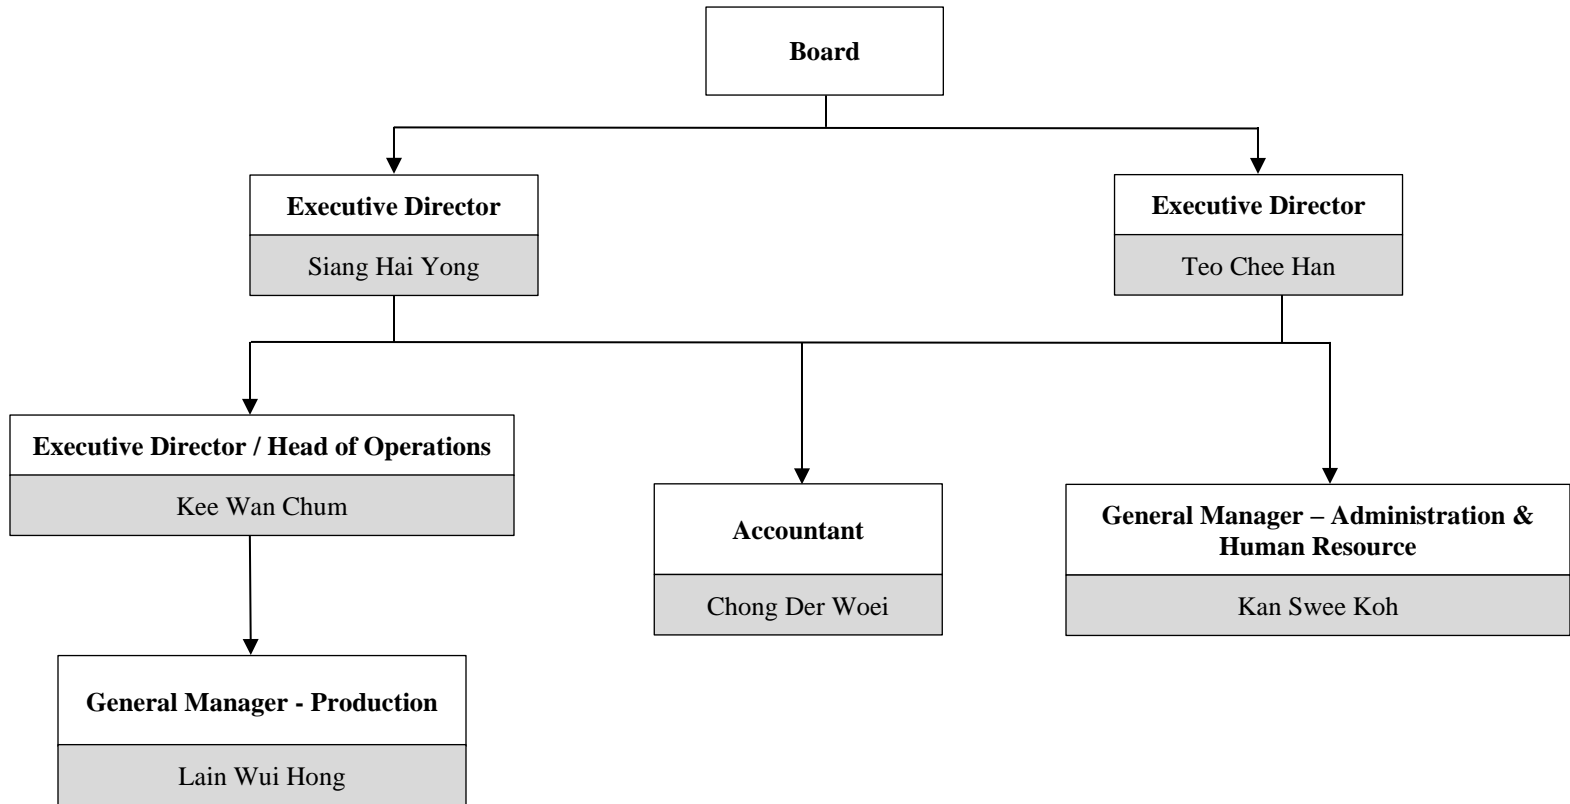 Board
Executive Director
Siang Hai Yong
Executive Director
Teo Chee Han
Executive Director / Head of Operations
Kee Wan Chum
Accountant
Chong Der Woei
General Manager – Administration &
Human Resource
Kan Swee Koh
General Manager - Production
Lain Wui Hong